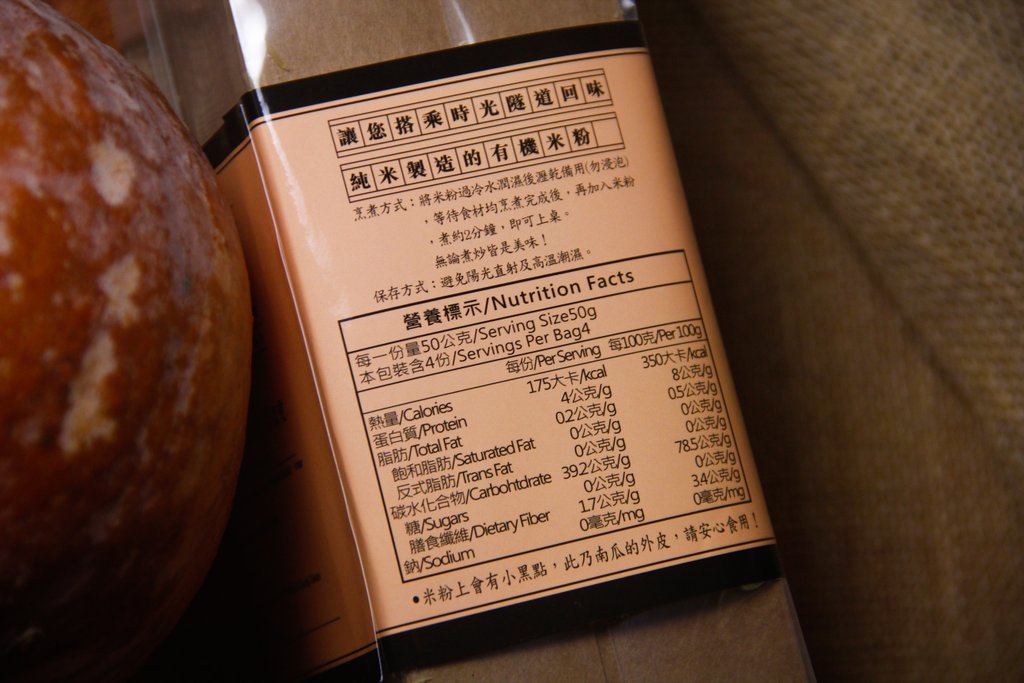 讓您搭乘時光隧道回味
純米製造的有機米粉
烹煮方式：將米粉過冷水潤濕後瀝乾備用(勿浸泡)
，等待食材均烹煮完成後，再加入米粉
，煮約2分鐘，即可上桌。
無論煮炒皆是美味！
保存方式：避免陽光直射及高溫潮濕。
營養標示/Nutrition Facts
每一份量50公克/Serving Size50g
本包裝含4份/Servings Per Bag4
每份/Per Serving 每100克/Per 100g
熱量/Calories 175大卡/kcal 350大卡/kcal
蛋白質/Protein 4公克/g 8公克/g
脂肪/Total Fat 0.2公克/g 0.5公克/g
飽和脂肪/Saturated Fat 0公克/g 0公克/g
反式脂肪/Trans Fat 0公克/g 0公克/g
碳水化合物/Carbohtdrate 39.2公克/g 78.5公克/g
糖/Sugars 0公克/g 0公克/g
膳食纖維/Dietary Fiber 1.7公克/g 3.4公克/g
鈉/Sodium 0毫克/mg 0毫克/mg
•米粉上會有小黑點，此乃南瓜的外皮，請安心食用！